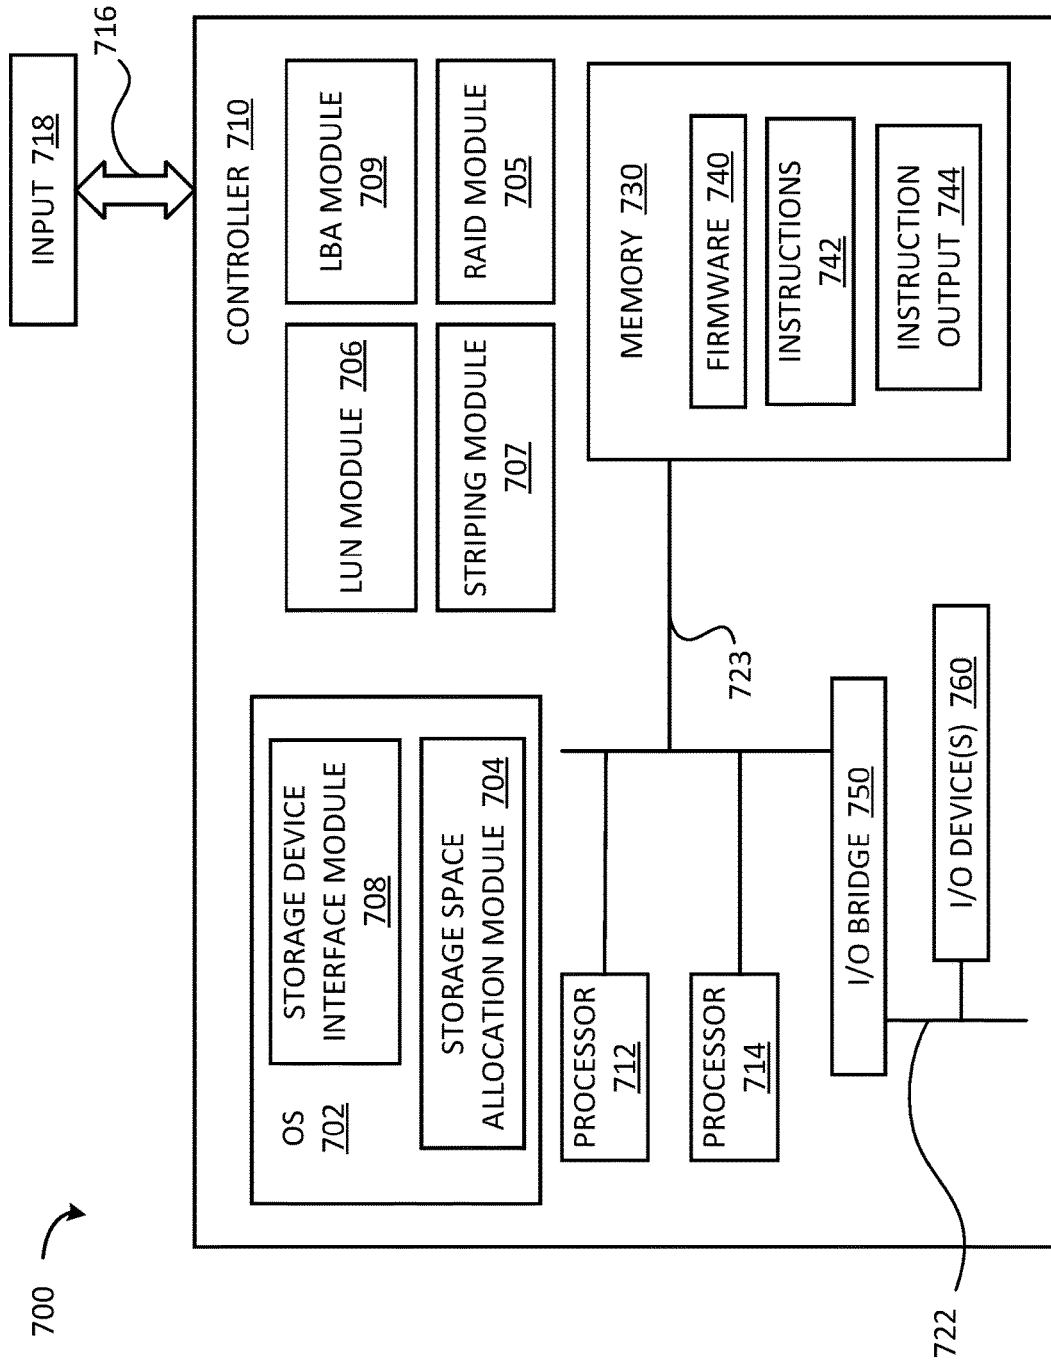 700
INPUT 718
716
CONTROLLER 710
OS
702
STORAGE DEVICE
INTERFACE MODULE
708
STORAGE SPACE
ALLOCATION MODULE 704
LUN MODULE 706
LBA MODULE
709
STRIPING MODULE
707
RAID MODULE
705
PROCESSOR
712
PROCESSOR
714
723
MEMORY 730
FIRMWARE 740
INSTRUCTIONS
742
INSTRUCTION
OUTPUT 744
I/O BRIDGE 750
I/O DEVICE(S) 760
722